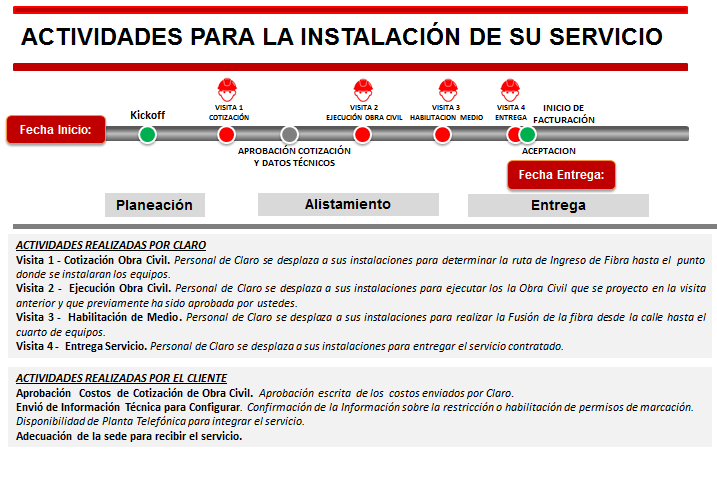 ACTIVIDADES PARA LA INSTALACIÓN DE SU SERVICIO
Fecha Inicio:
Kickoff
VISITA 1
COTIZACIÓN
APROBACIÓN COTIZACIÓN
Y DATOS TÉCNICOS
VISITA 2
EJECUCIÓN OBRA CIVIL
VISITA 3
HABILITACION MEDIO
VISITA 4
ENTREGA
INICIO DE
FACTURACIÓN
ACEPTACION
Fecha Entrega:
Planeación
Alistamiento
Entrega
ACTIVIDADES REALIZADAS POR CLARO
Visita 1 - Cotización Obra Civil. Personal de Claro se desplaza a sus instalaciones para determinar la ruta de Ingreso de Fibra hasta el punto
donde se instalaran los equipos.
Visita 2 - Ejecución Obra Civil. Personal de Claro se desplaza a sus instalaciones para ejecutar los la Obra Civil que se proyecto en la visita
anterior y que previamente ha sido aprobada por ustedes.
Visita 3 - Habilitación de Medio. Personal de Claro se desplaza a sus instalaciones para realizar la Fusión de la fibra desde la calle hasta el
cuarto de equipos.
Visita 4 - Entrega Servicio. Personal de Claro se desplaza a sus instalaciones para entregar el servicio contratado.
ACTIVIDADES REALIZADAS POR EL CLIENTE
Aprobación Costos de Cotización de Obra Civil. Aprobación escrita de los costos enviados por Claro.
Envió de Información Técnica para Configurar. Confirmación de la Información sobre la restricción o habilitación de permisos de marcación.
Disponibilidad de Planta Telefónica para integrar el servicio.
Adecuación de la sede para recibir el servicio.